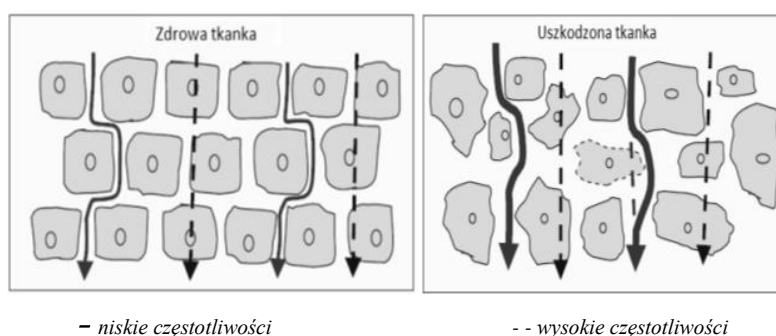 Zdrowa tkanka
Uszkodzona tkanka
– niskie częstotliwości
- - wysokie częstotliwości